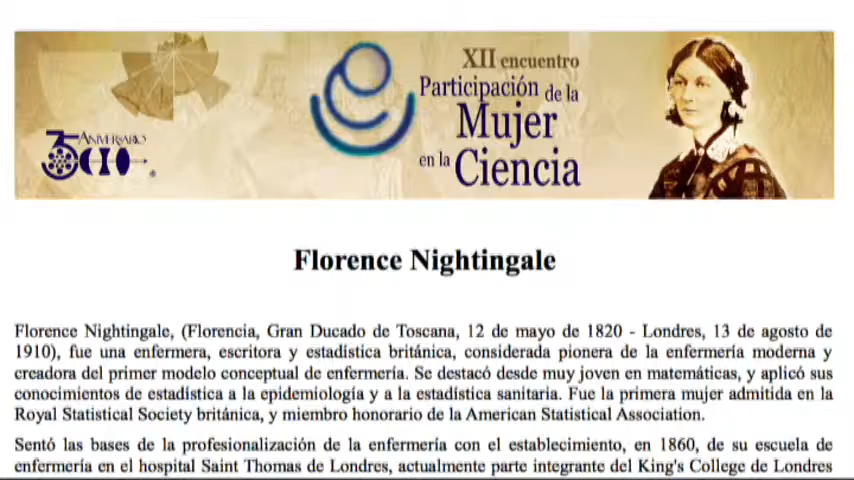 XII encuentro
Participación de la
Mujer
en la Ciencia
35 ANIVERSARIO
CIO
Florence Nightingale
Florence Nightingale, (Florencia, Gran Ducado de Toscana, 12 de mayo de 1820 - Londres, 13 de agosto de
1910), fue una enfermera, escritora y estadística británica, considerada pionera de la enfermería moderna y
creadora del primer modelo conceptual de enfermería. Se destacó desde muy joven en matemáticas, y aplicó sus
conocimientos de estadística a la epidemiología y a la estadística sanitaria. Fue la primera mujer admitida en la
Royal Statistical Society británica, y miembro honorario de la American Statistical Association.
Sentó las bases de la profesionalización de la enfermería con el establecimiento, en 1860, de su escuela de
enfermería en el hospital Saint Thomas de Londres, actualmente parte integrante del King's College de Londres